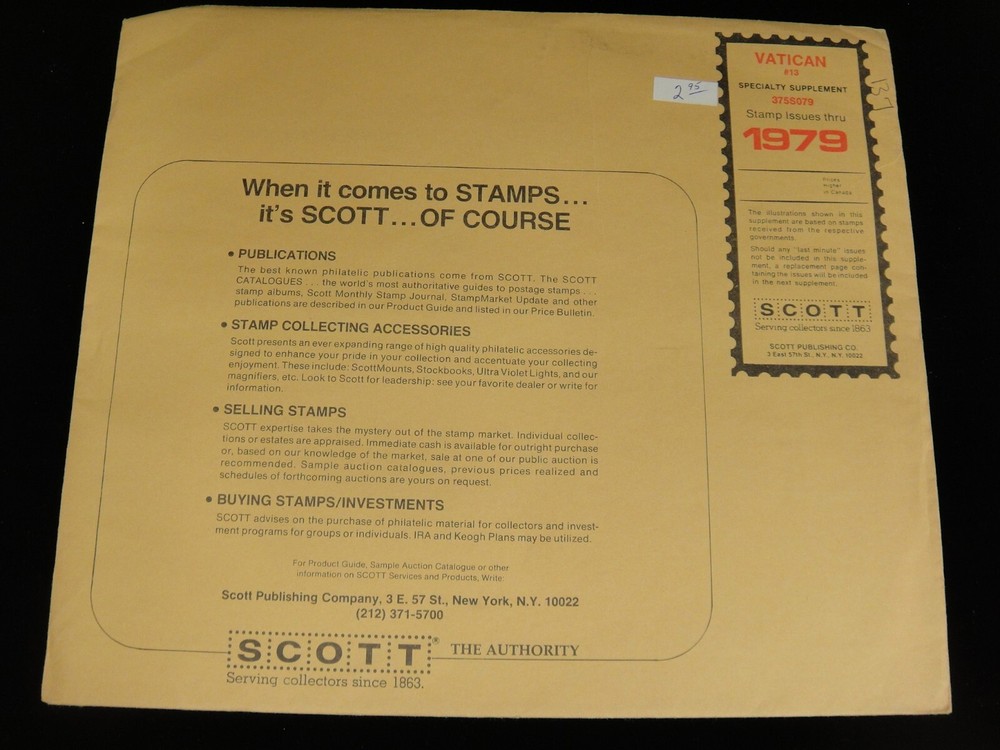 VATICAN
#13
SPECIALTY SUPPLEMENT
375S079
Stamp Issues thru
1979
Prices
Higher
in Canada
The illustrations shown in this
supplement are based on stamps
received from the respective
governments.
Should any "last minute" issues
not be included in this supple-
ment, a replacement page con-
taining the issues will be included
in the next supplement.
SCOTT
Serving collectors since 1863
SCOTT PUBLISHING CO.
3 East 57th St., N.Y., N.Y. 10022
137
2 95
When it comes to STAMPS...
it's SCOTT...OF COURSE
• PUBLICATIONS
The best known philatelic publications come from SCOTT. The SCOTT
CATALOGUES . . . the world's most authoritative guides to postage stamps . . .
stamp albums, Scott Monthly Stamp Journal, StampMarket Update and other
publications are described in our Product Guide and listed in our Price Bulletin.
• STAMP COLLECTING ACCESSORIES
Scott presents an ever expanding range of high quality philatelic accessories de-
signed to enhance your pride in your collection and accentuate your collecting
enjoyment. These include: ScottMounts, Stockbooks, Ultra Violet Lights, and our
magnifiers, etc. Look to Scott for leadership: see your favorite dealer or write for
information.
• SELLING STAMPS
SCOTT expertise takes the mystery out of the stamp market. Individual collec-
tions or estates are appraised. Immediate cash is available for outright purchase
or, based on our knowledge of the market, sale at one of our public auction is
recommended. Sample auction catalogues, previous prices realized and
schedules of forthcoming auctions are yours on request.
• BUYING STAMPS/INVESTMENTS
SCOTT advises on the purchase of philatelic material for collectors and invest-
ment programs for groups or individuals. IRA and Keogh Plans may be utilized.
For Product Guide, Sample Auction Catalogue or other
information on SCOTT Services and Products, Write:
Scott Publishing Company, 3 E. 57 St., New York, N.Y. 10022
(212) 371-5700
SCOTT® THE AUTHORITY
Serving collectors since 1863.